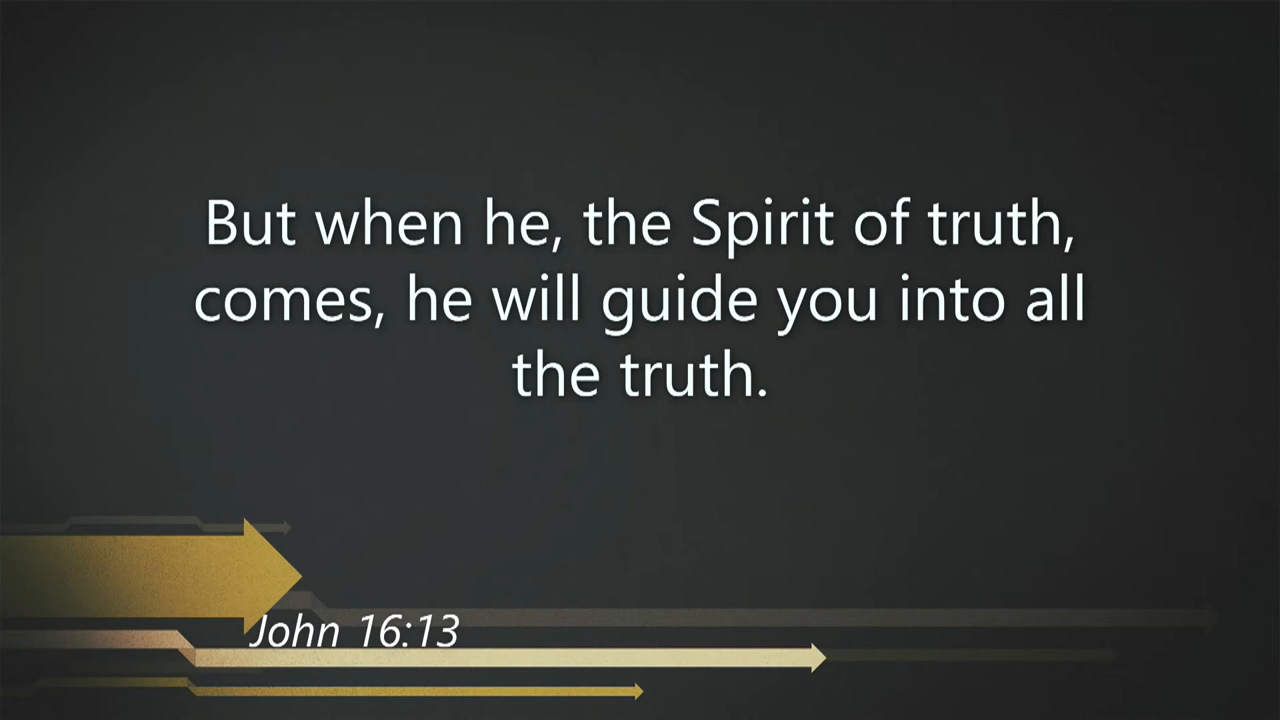 But when he, the Spirit of truth,
comes, he will guide you into all
the truth.
John 16:13